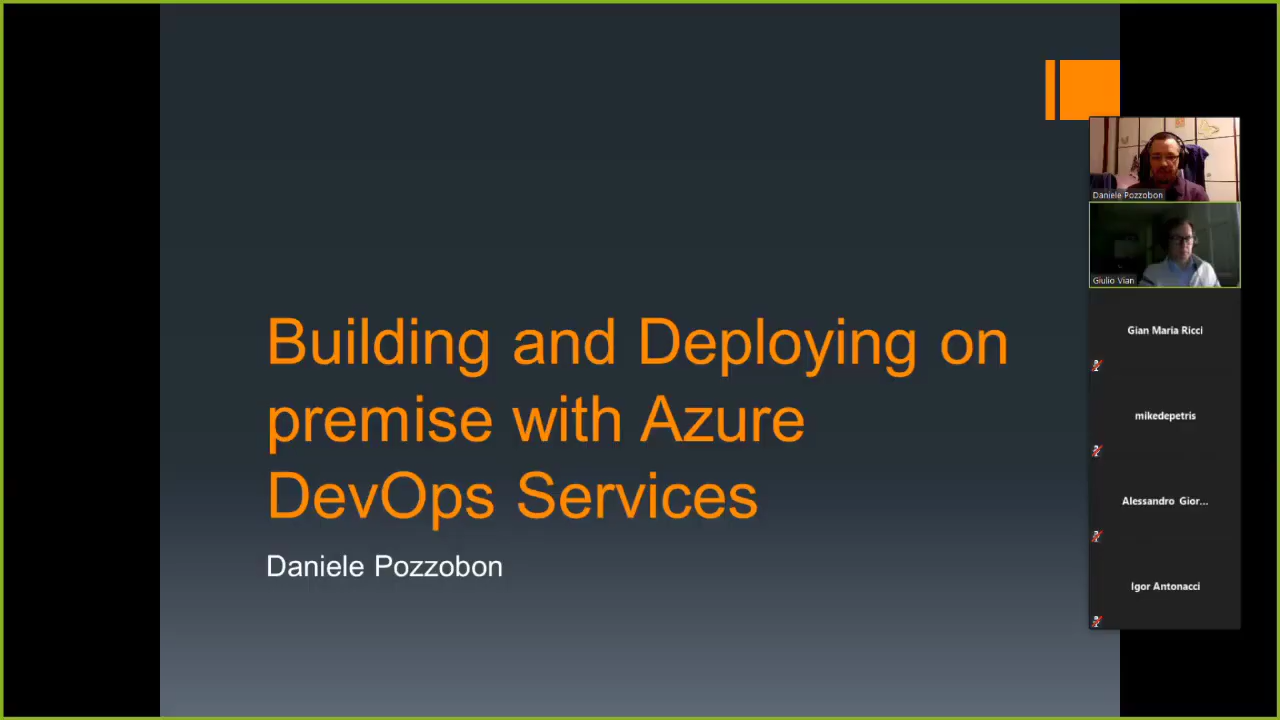 Building and Deploying on
premise with Azure
DevOps Services
Daniele Pozzobon
Daniele Pozzobon
Giulio Vian
Gian Maria Ricci
mikedepetris
Alessandro Gior...
Igor Antonacci